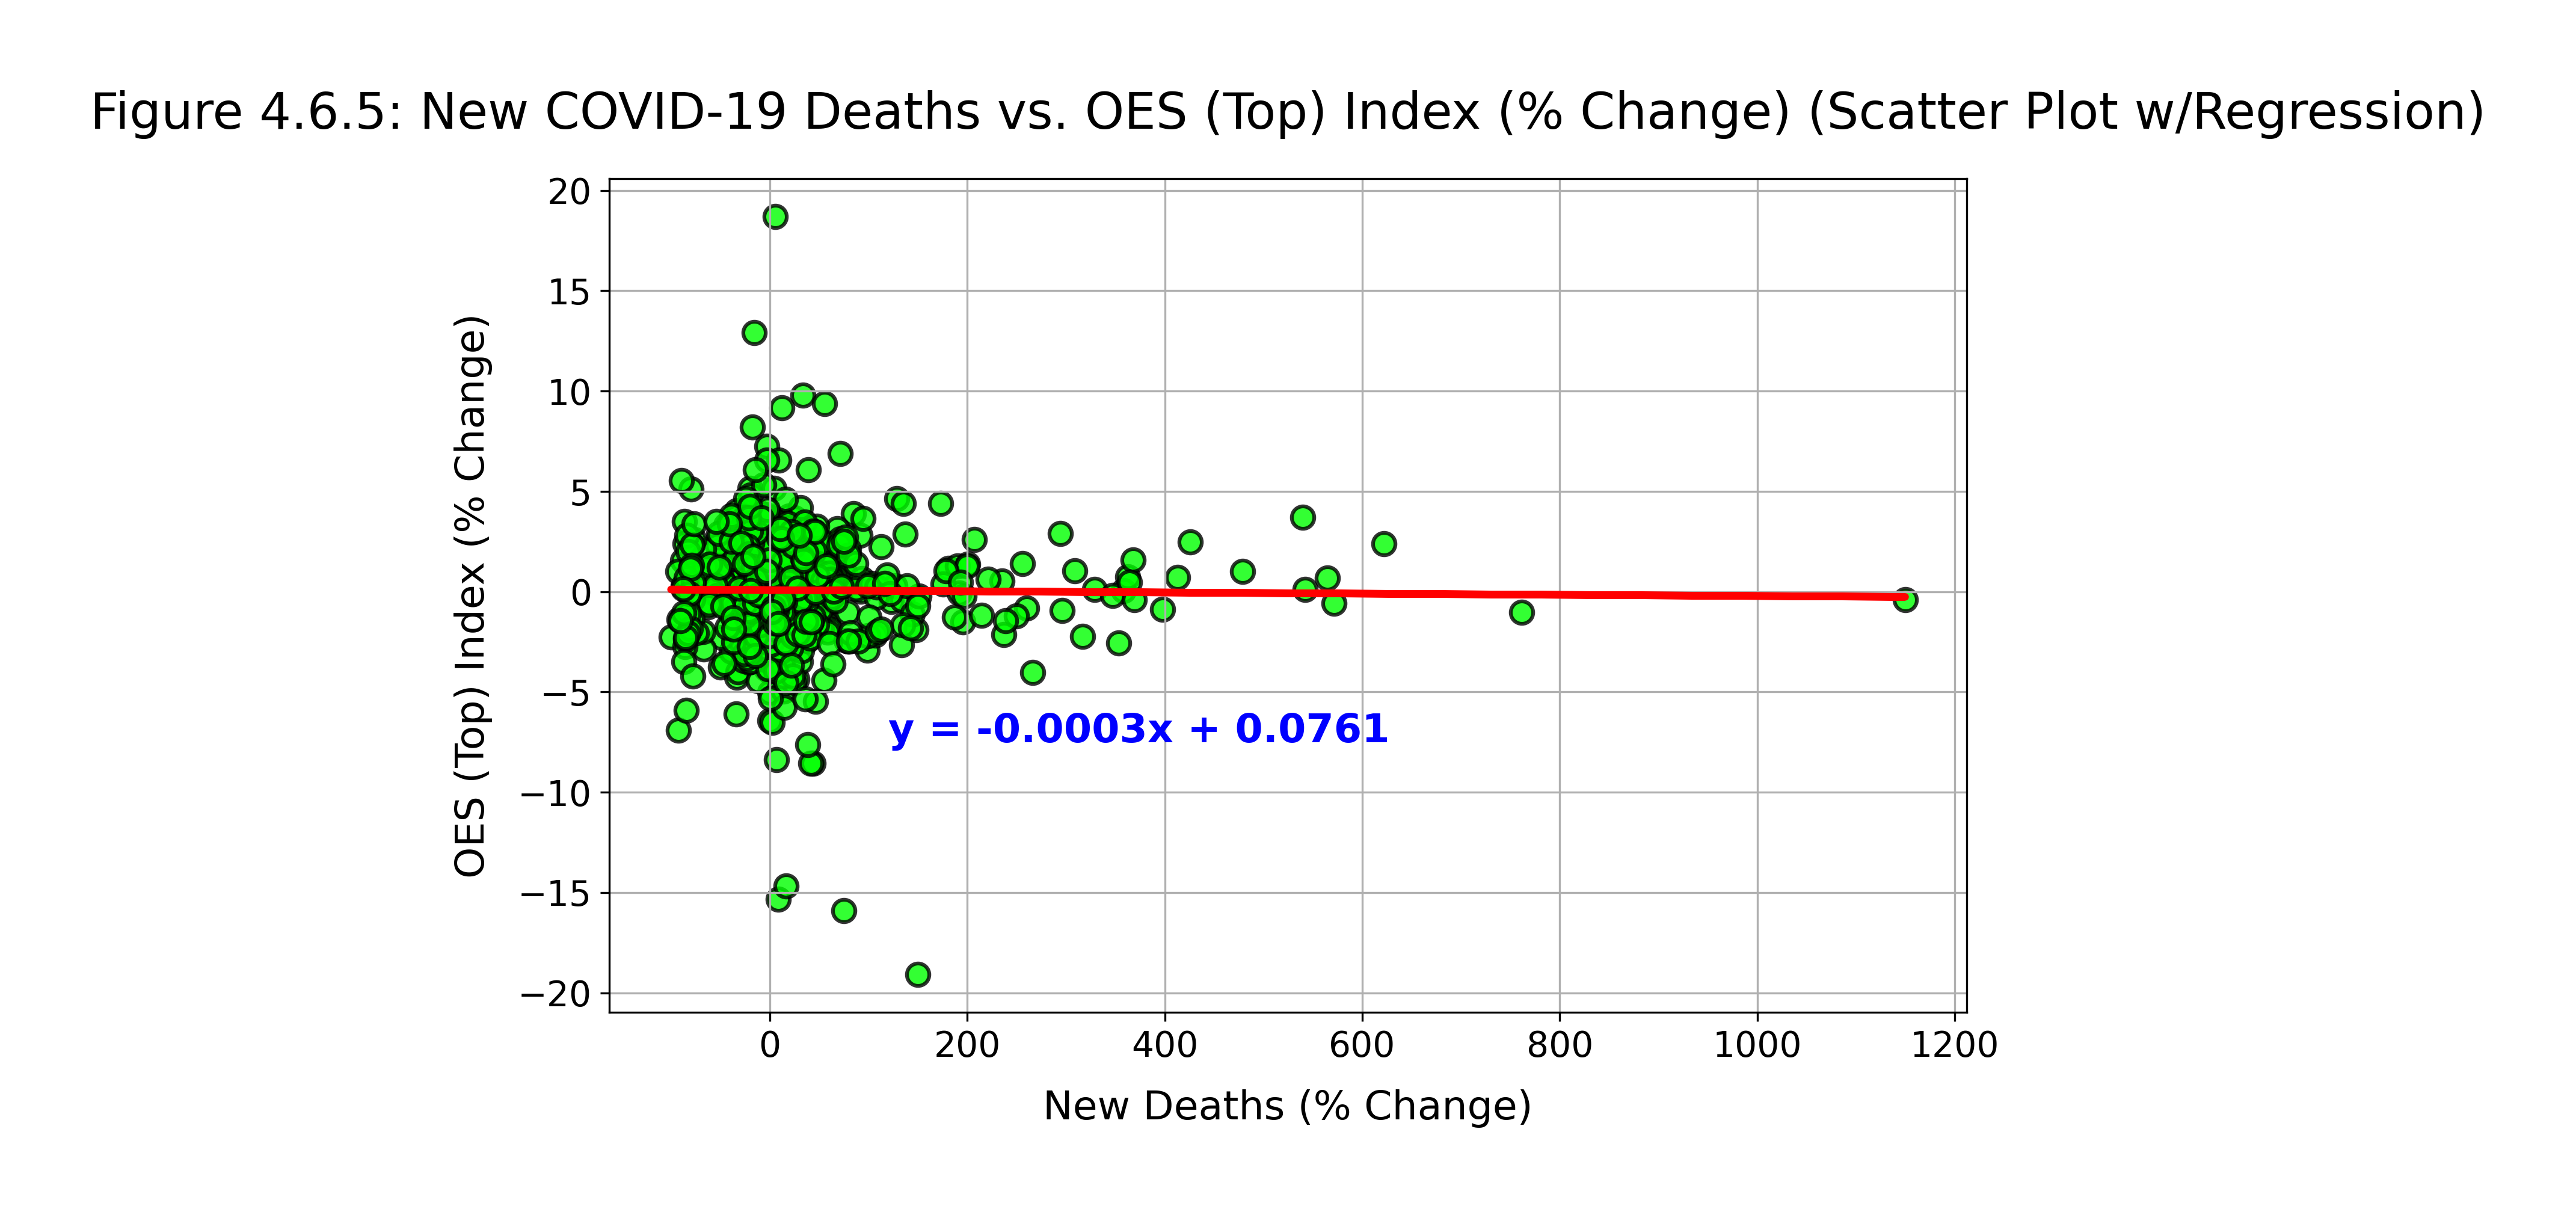 Figure 4.6.5: New COVID-19 Deaths vs. OES (Top) Index (% Change) (Scatter Plot w/Regression)
OES (Top) Index (% Change)
20
15
10
5
0
−5
−10
−15
−20
y = -0.0003x + 0.0761
0 200 400 600 800 1000 1200
New Deaths (% Change)